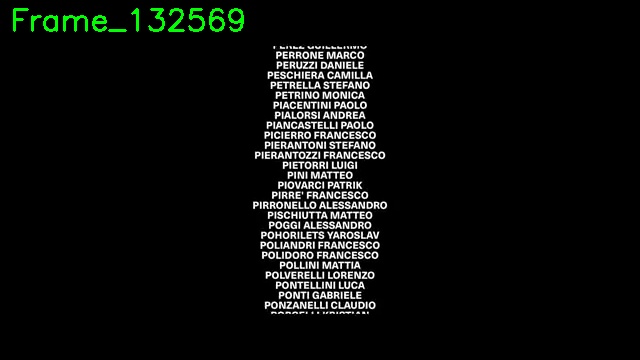 Frame_132569
PEREZ GUILLERMO
PERRONE MARCO
PERUZZI DANIELE
PESCHIERA CAMILLA
PETRELLA STEFANO
PETRINO MONICA
PIACENTINI PAOLO
PIALORSI ANDREA
PIANCASTELLI PAOLO
PICIERRO FRANCESCO
PIERANTONI STEFANO
PIERANTOZZI FRANCESCO
PIETORRI LUIGI
PINI MATTEO
PIOVARCI PATRIK
PIRRE' FRANCESCO
PIRRONELLO ALESSANDRO
PISCHIUTTA MATTEO
POGGI ALESSANDRO
POHORILETS YAROSLAV
POLIANDRI FRANCESCO
POLIDORO FRANCESCO
POLLINI MATTIA
POLVERELLI LORENZO
PONTELLINI LUCA
PONTI GABRIELE
PONZANELLI CLAUDIO